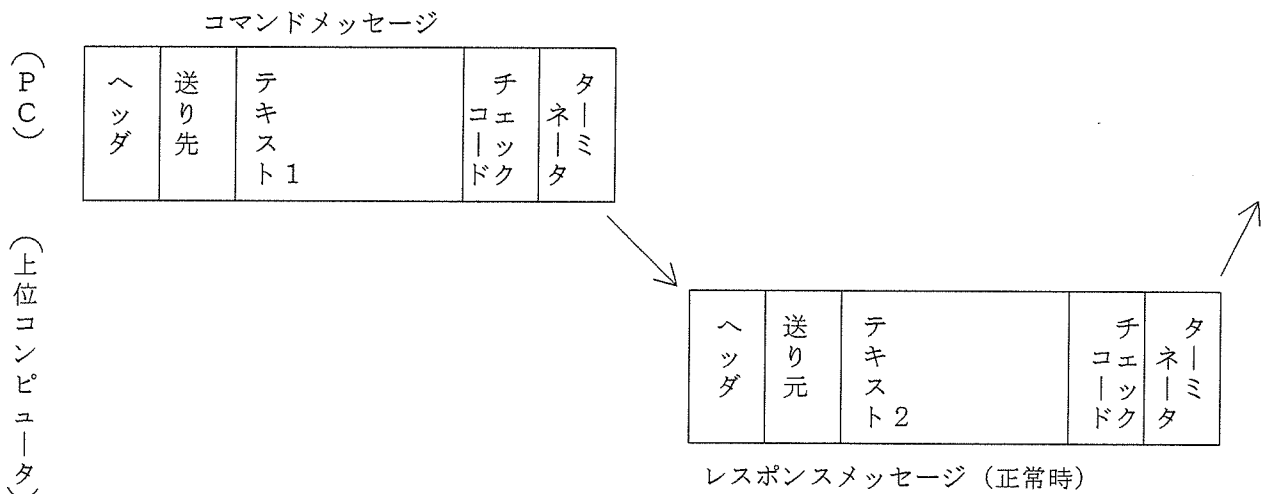 コマンドメッセージ
（PC）
ヘッダ
送り先
テキスト1
チェックコード
ターミネータ
（上位コンピュータ）
ヘッダ
送り元
テキスト2
チェックコード
ターミネータ
レスポンスメッセージ（正常時）